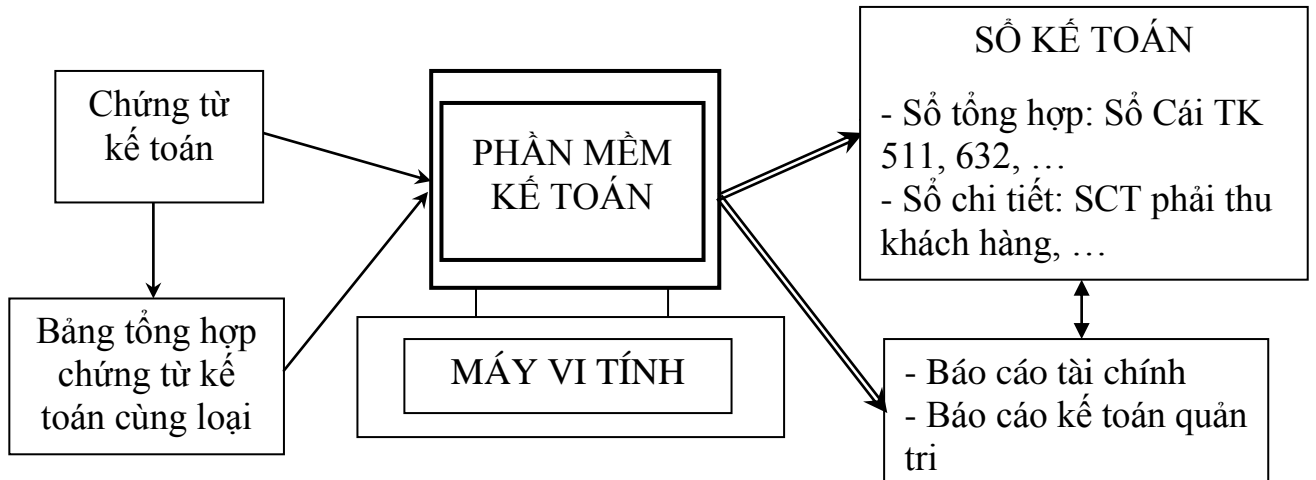 Chứng từ
kế toán
Bảng tổng hợp
chứng từ kế
toán cùng loại
PHẦN MỀM
KẾ TOÁN
MÁY VI TÍNH
SỔ KẾ TOÁN
- Sổ tổng hợp: Sổ Cái TK
511, 632, …
- Sổ chi tiết: SCT phải thu
khách hàng, …
- Báo cáo tài chính
- Báo cáo kế toán quản
tri